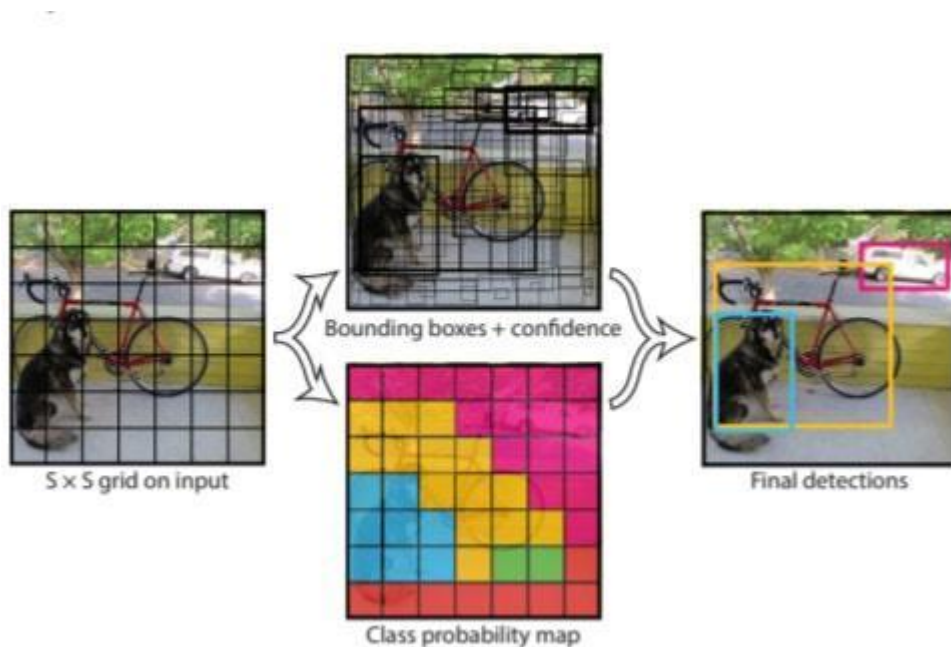 Bounding boxes + confidence
S × S grid on input
Final detections
Class probability map